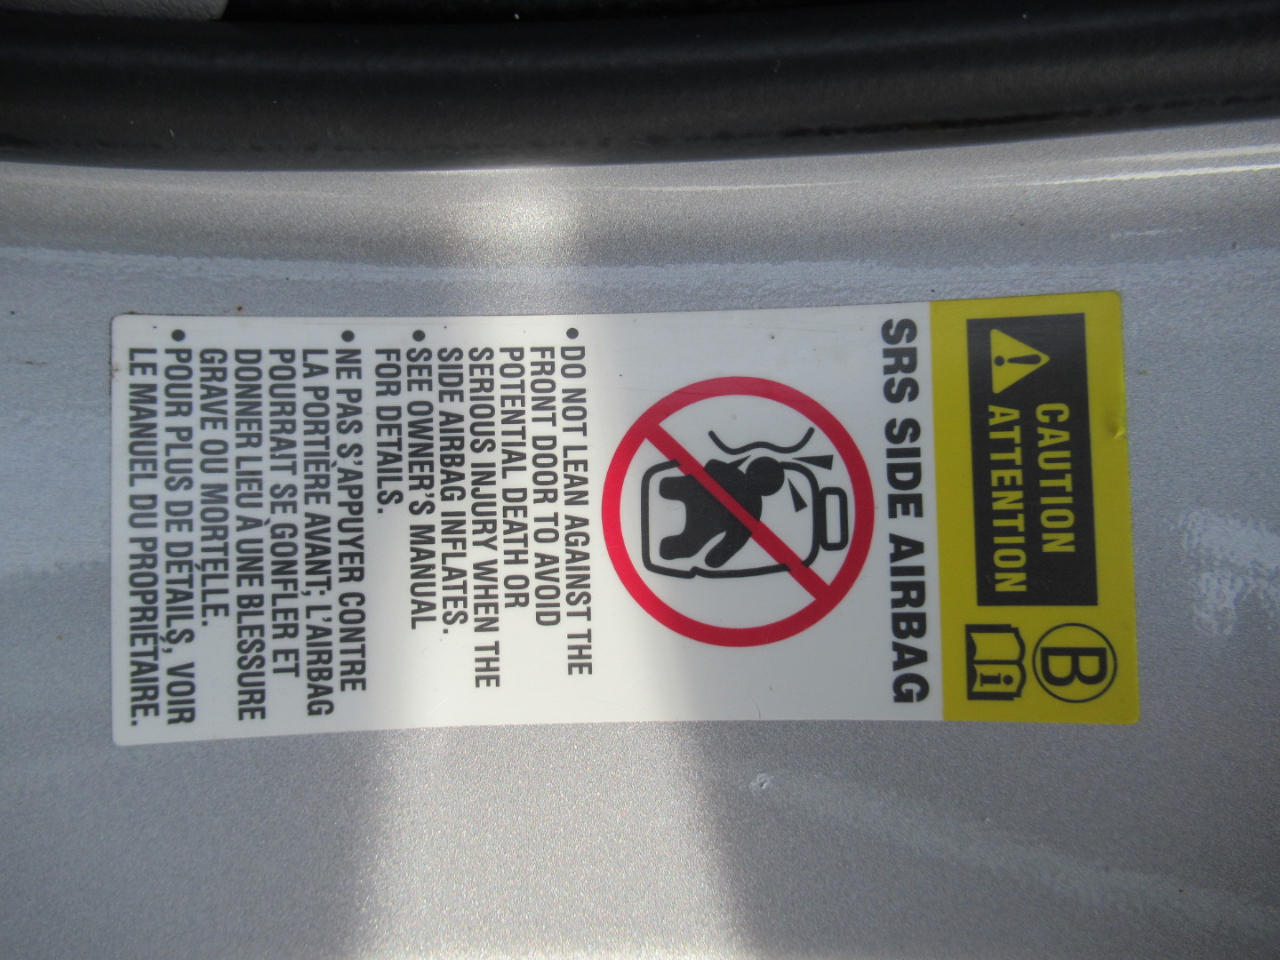 CAUTION
ATTENTION
B
i
SRS SIDE AIRBAG
• DO NOT LEAN AGAINST THE
FRONT DOOR TO AVOID
POTENTIAL DEATH OR
SERIOUS INJURY WHEN THE
SIDE AIRBAG INFLATES.
• SEE OWNER'S MANUAL
FOR DETAILS.
• NE PAS S'APPUYER CONTRE
LA PORTIÈRE AVANT; L'AIRBAG
POURRAIT SE GONFLER ET
DONNER LIEU À UNE BLESSURE
GRAVE OU MORTELLE.
• POUR PLUS DE DÉTAILS, VOIR
LE MANUEL DU PROPRIÉTAIRE.